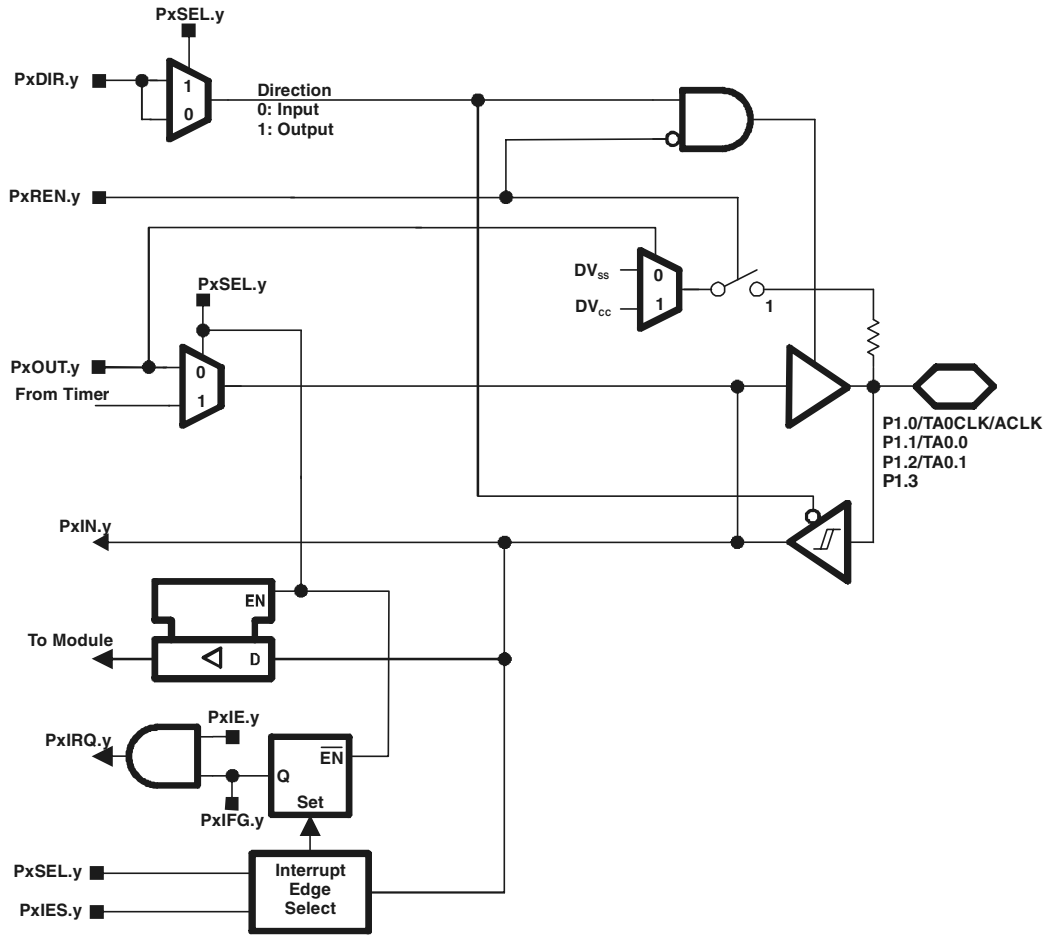 PxSEL.y
PxDIR.y
1
0
Direction
0: Input
1: Output
PxREN.y
DVSS
0
DVCC
1
1
PxSEL.y
PxOUT.y
0
From Timer
1
P1.0/TA0CLK/ACLK
P1.1/TA0.0
P1.2/TA0.1
P1.3
PxIN.y
EN
To Module
D
PxIE.y
PxIRQ.y
EN
Q
Set
PxIFG.y
PxSEL.y
PxIES.y
Interrupt
Edge
Select